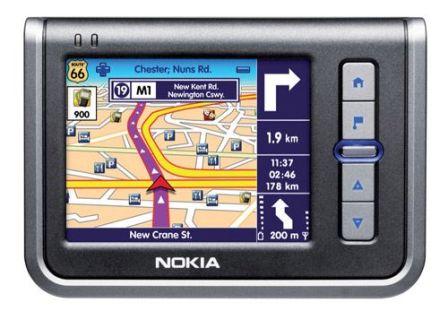 ROUTE
66
Chester; Nuns Rd.
19 M1
New Kent Rd.
Newington Cswy.
900
1.9 km
11:37
02:46
178 km
P
P
P
P
200 m
New Crane St.
NOKIA